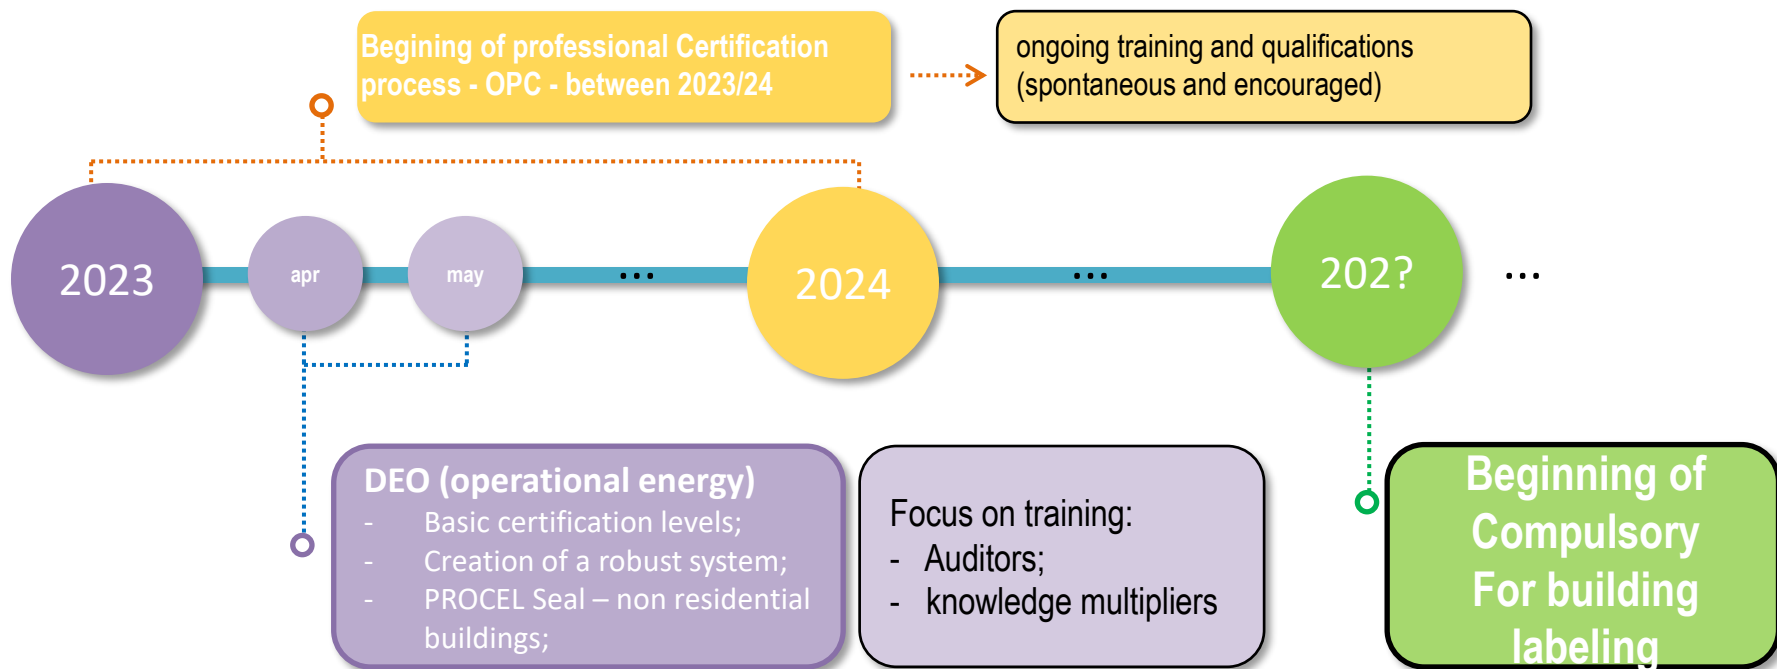 Begining of professional Certification
process - OPC - between 2023/24
ongoing training and qualifications
(spontaneous and encouraged)
2023
apr
may
...
2024
...
202?
...
DEO (operational energy)
- Basic certification levels;
- Creation of a robust system;
- PROCEL Seal – non residential
buildings;
Focus on training:
- Auditors;
- knowledge multipliers
Beginning of
Compulsory
For building
labeling